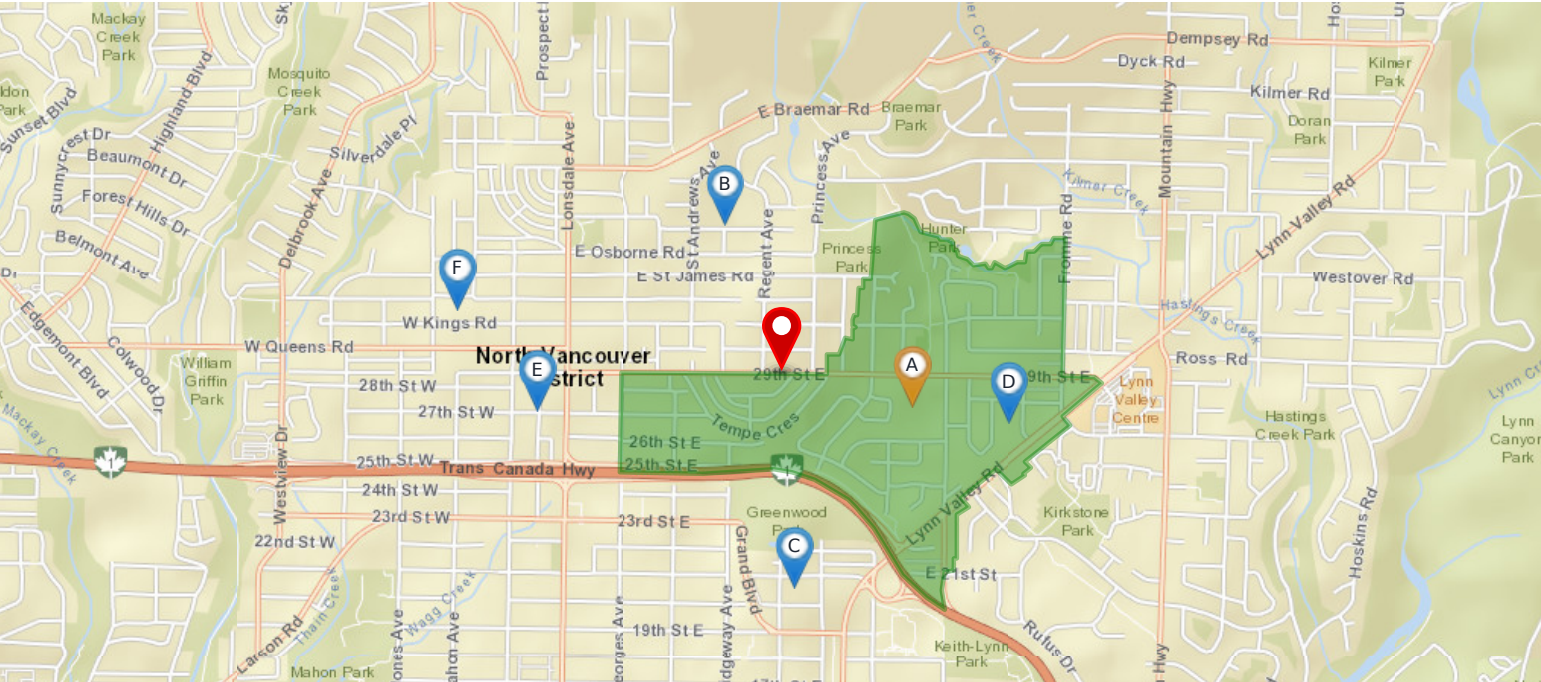 Mackay
Creek
Park
Mosquito
Creek
Park
Highland Blvd
Sunset Blvd
Sunnycrest Dr
Beaumont Dr
Forest Hills Dr
Belmont Ave
Silverdale Pl
Delbrook Ave
Lonsdale Ave
E Braemar Rd
Braemar
Park
Dempsey Rd
Dyck Rd
Kilmer
Park
Kilmer Rd
Doran
Park
Mountain Hwy
Kilmer Creek
Princess Ave
St Andrews Ave
Regent Ave
B
E Osborne Rd
E St James Rd
Princess
Park
Hunter
Park
Fromme Rd
Lynn Valley Rd
Westover Rd
Hastings Creek
Ross Rd
F
W Kings Rd
W Queens Rd
North Vancouver
E
A
D
29th St E
9th St E
Edgemont Blvd
Colwood Dr
William
Griffin
Park
28th St W
27th St W
Tempe Cres
26th St E
25th St E
Lynn
Valley
Centre
Hastings
Creek Park
Lynn
Canyon
Park
Mackay Creek
1
Westview Dr
25th St W
Trans Canada Hwy
1
24th St W
23rd St W
23rd St E
22nd St W
Greenwood
C
Grand Blvd
Lynn Valley Rd
Kirkstone
Park
Hoskins Rd
E 21st St
Thain Creek
Wagg Creek
Larson Rd
Mahon Park
19th St E
Keith-Lynn
Park
Rufus Dr
Hwy